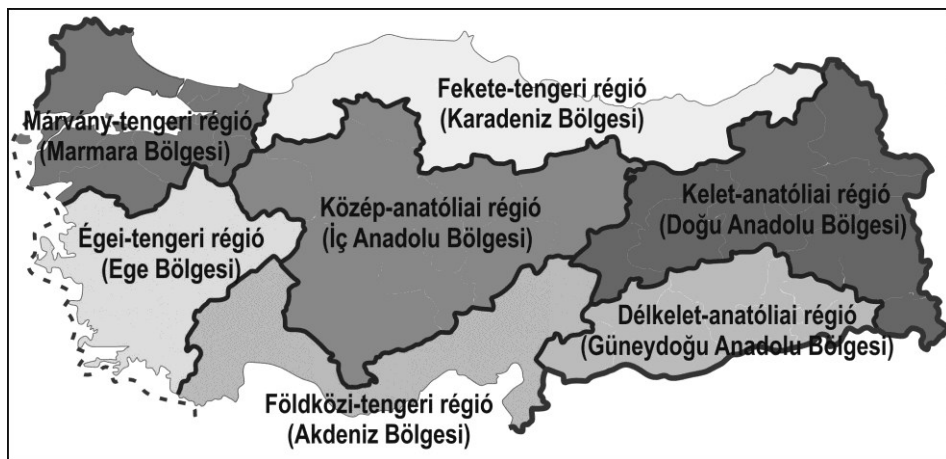 Fekete-tengeri régió
(Karadeniz Bölgesi)
Márvány-tengeri régió
(Marmara Bölgesi)
Kelet-anatóliai régió
(Doğu Anadolu Bölgesi)
Közép-anatóliai régió
(İç Anadolu Bölgesi)
Égei-tengeri régió
(Ege Bölgesi)
Délkelet-anatóliai régió
(Güneydoğu Anadolu Bölgesi)
Földközi-tengeri régió
(Akdeniz Bölgesi)